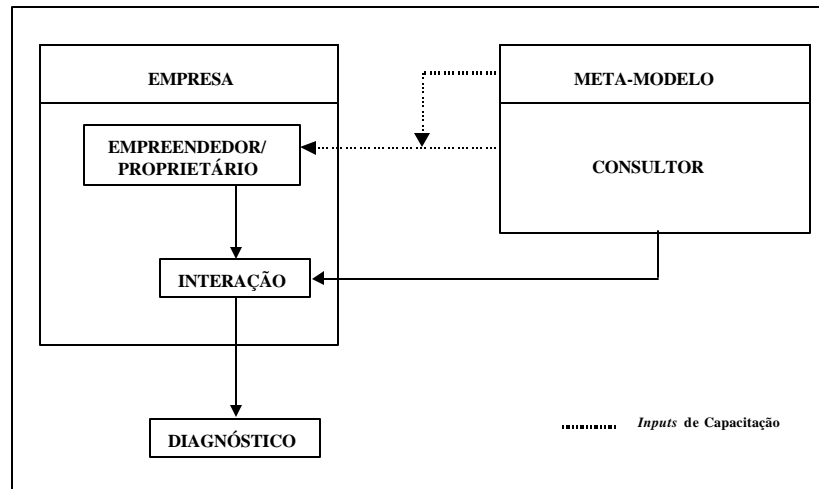 EMPRESA
META-MODELO
EMPREENDEDOR/
PROPRIETÁRIO
CONSULTOR
INTERAÇÃO
DIAGNÓSTICO
Inputs de Capacitação